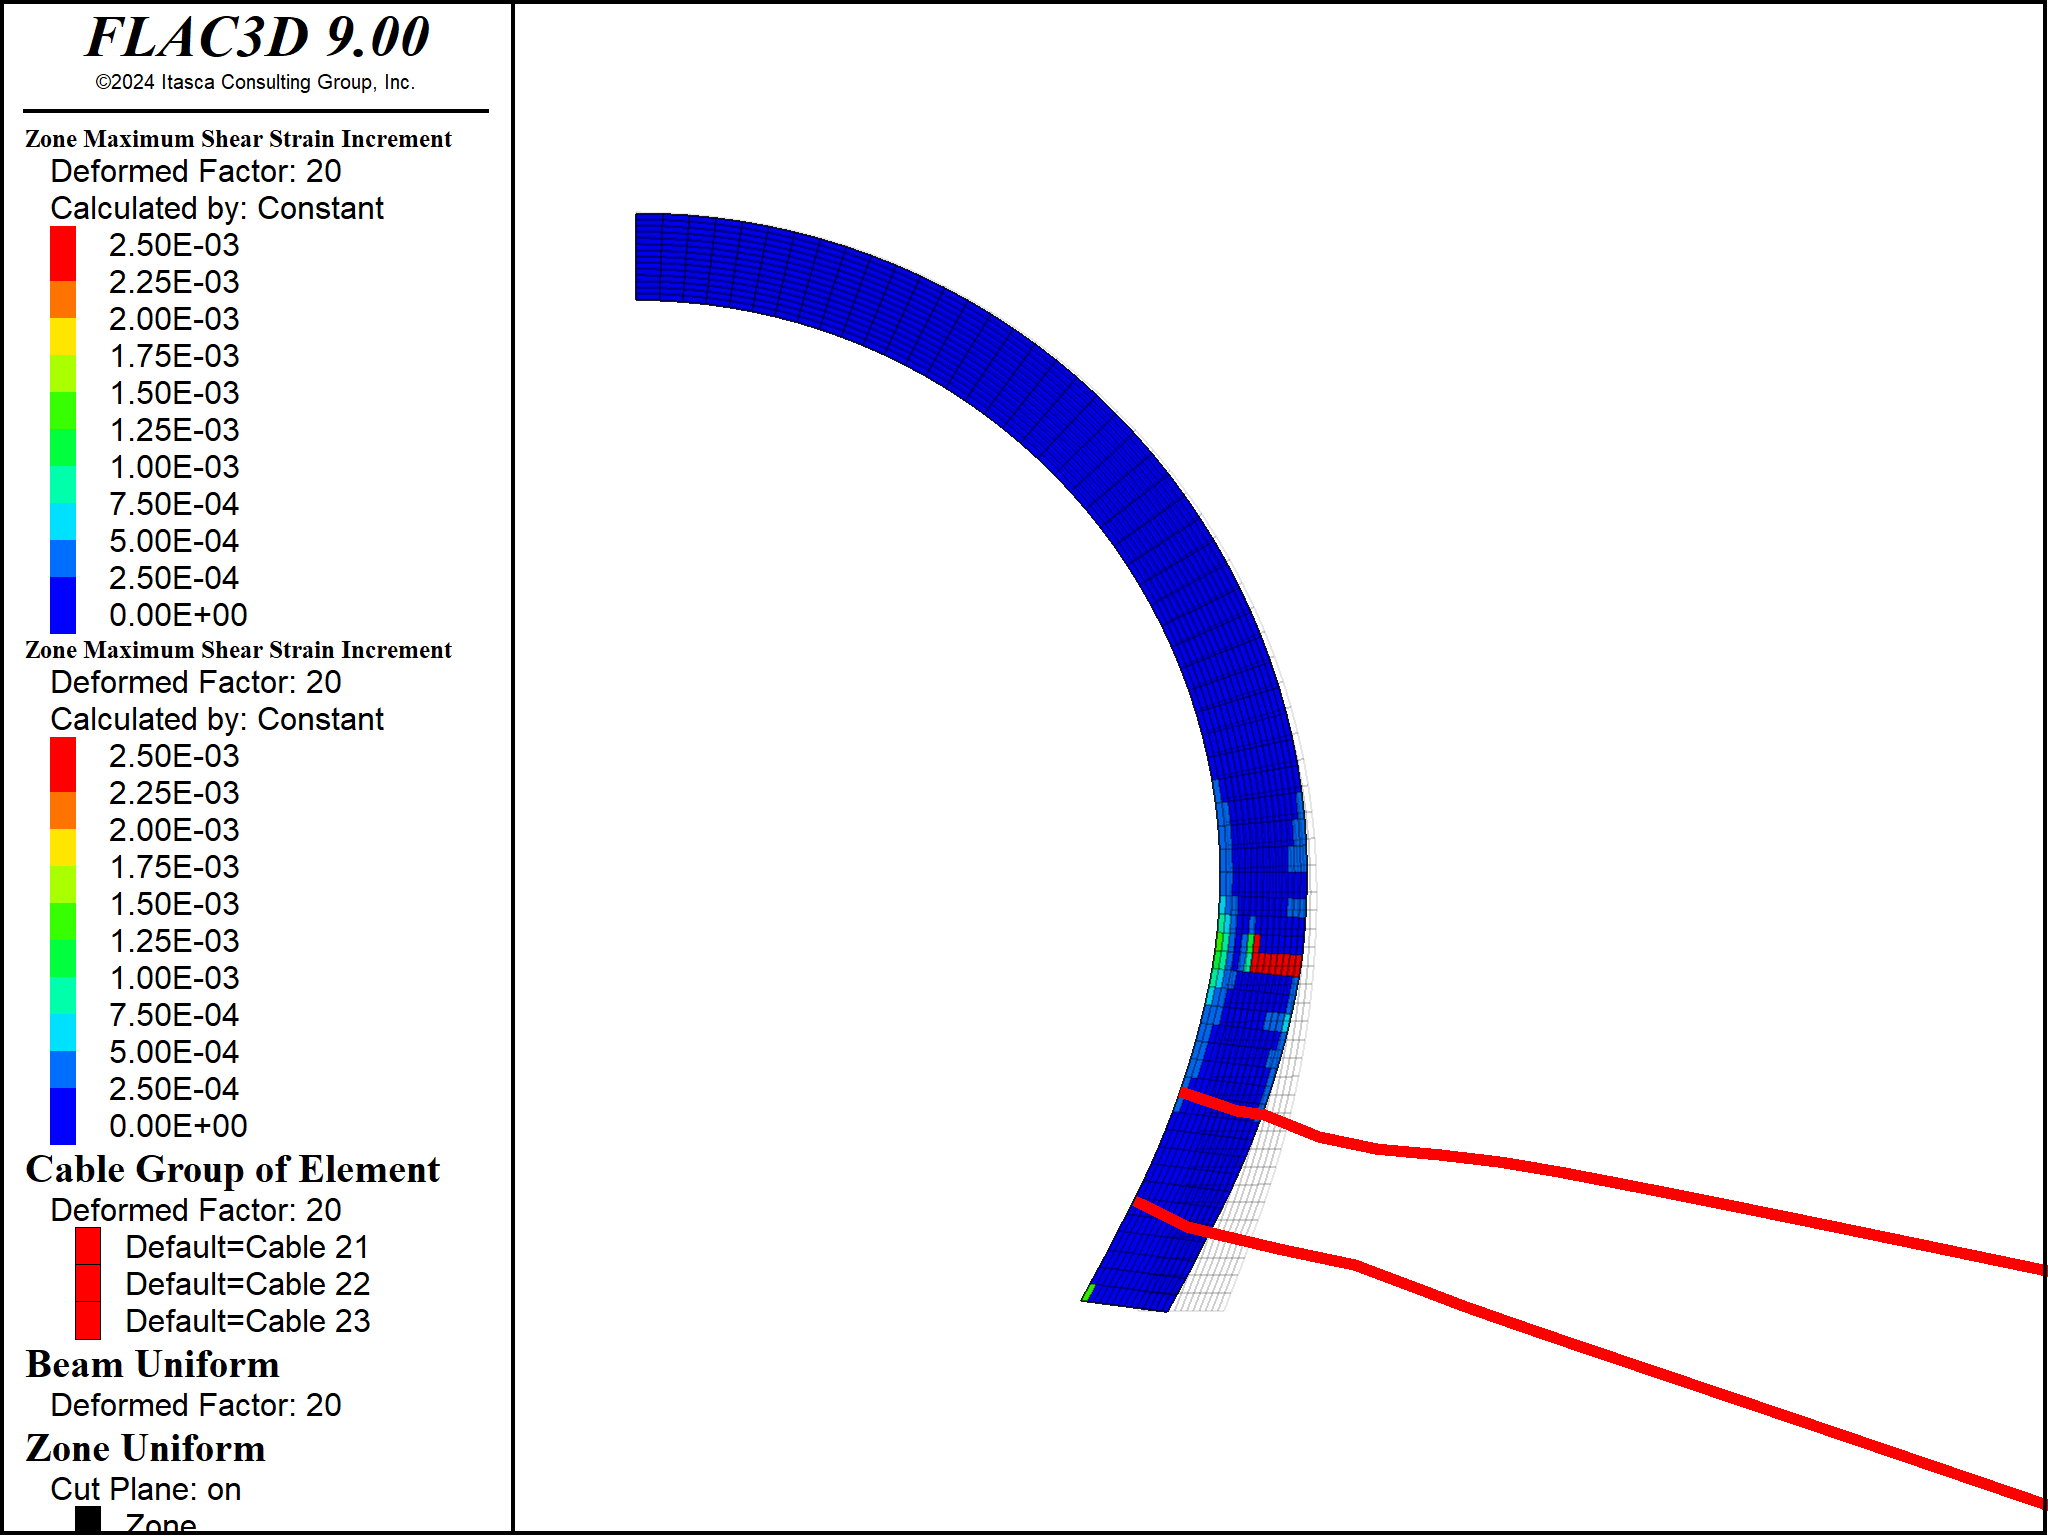 FLAC3D 9.00
©2024 Itasca Consulting Group, Inc.
Zone Maximum Shear Strain Increment
Deformed Factor: 20
Calculated by: Constant
2.50E-03
2.25E-03
2.00E-03
1.75E-03
1.50E-03
1.25E-03
1.00E-03
7.50E-04
5.00E-04
2.50E-04
0.00E+00
Zone Maximum Shear Strain Increment
Deformed Factor: 20
Calculated by: Constant
2.50E-03
2.25E-03
2.00E-03
1.75E-03
1.50E-03
1.25E-03
1.00E-03
7.50E-04
5.00E-04
2.50E-04
0.00E+00
Cable Group of Element
Deformed Factor: 20
Default=Cable 21
Default=Cable 22
Default=Cable 23
Beam Uniform
Deformed Factor: 20
Zone Uniform
Cut Plane: on
Zone